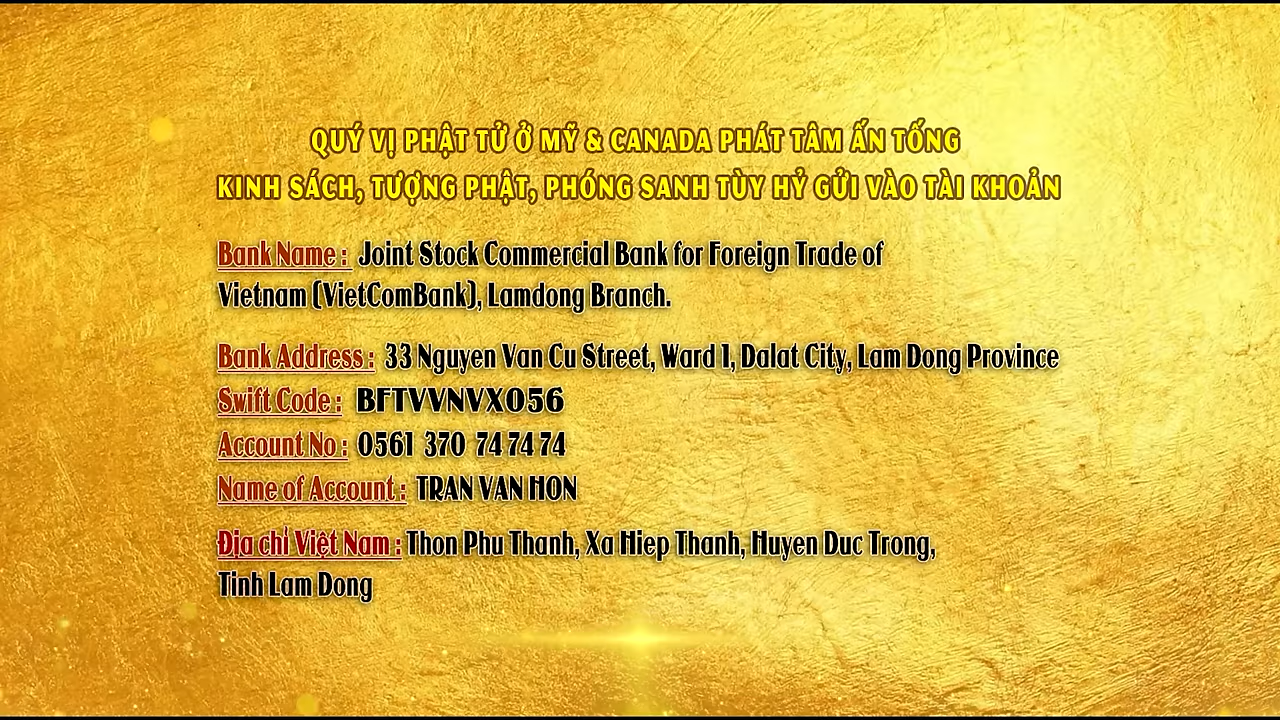 QUÝ VỊ PHẬT TỬ Ở MỸ & CANADA PHÁT TÂM ẤN TỐNG
KINH SÁCH, TƯỢNG PHẬT, PHÓNG SANH TÙY HỶ GỬI VÀO TÀI KHOẢN
Bank Name : Joint Stock Commercial Bank for Foreign Trade of
Vietnam (VietComBank), Lamdong Branch.
Bank Address : 33 Nguyen Van Cu Street, Ward 1, Dalat City, Lam Dong Province
Swift Code : BFTVVNVX056
Account No : 0561 370 74 74 74
Name of Account : TRAN VAN HON
Địa chỉ Việt Nam : Thon Phu Thanh, Xa Hiep Thanh, Huyen Duc Trong,
Tinh Lam Dong